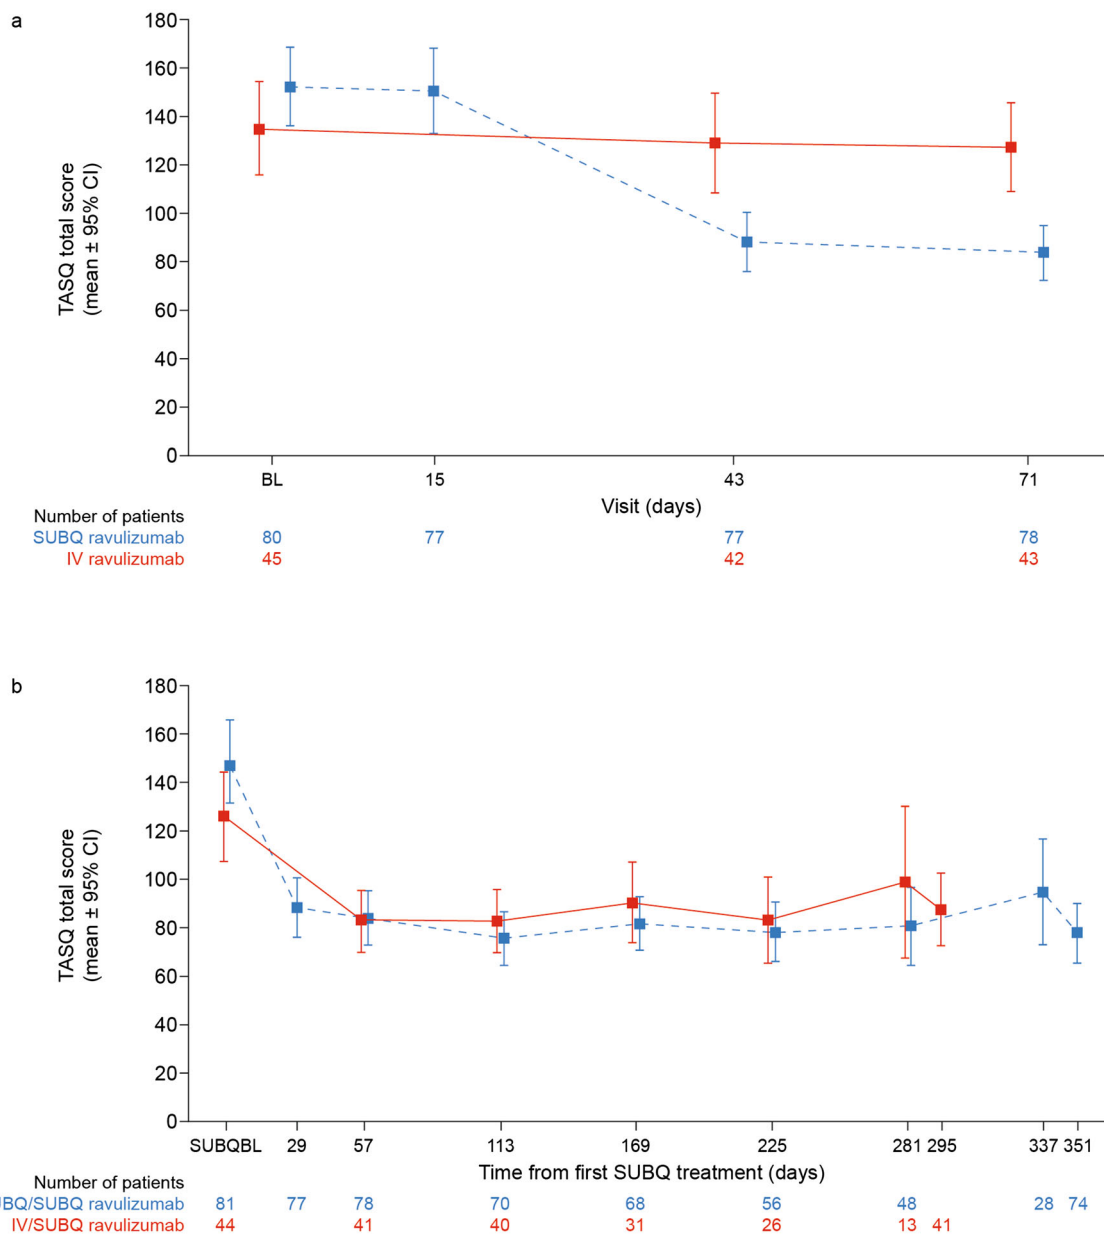 a
180
160
140
120
100
80
60
40
20
0
TASQ total score
(mean ± 95% CI)
BL 15 43 71
Visit (days)
Number of patients
SUBQ ravulizumab 80 77 77 78
IV ravulizumab 45 42 43
b
180
160
140
120
100
80
60
40
20
0
TASQ total score
(mean ± 95% CI)
SUBQBL 29 57 113 169 225 281 295 337 351
Time from first SUBQ treatment (days)
Number of patients
BQ/SUBQ ravulizumab 81 77 78 70 68 56 48 28 74
IV/SUBQ ravulizumab 44 41 40 31 26 13 41